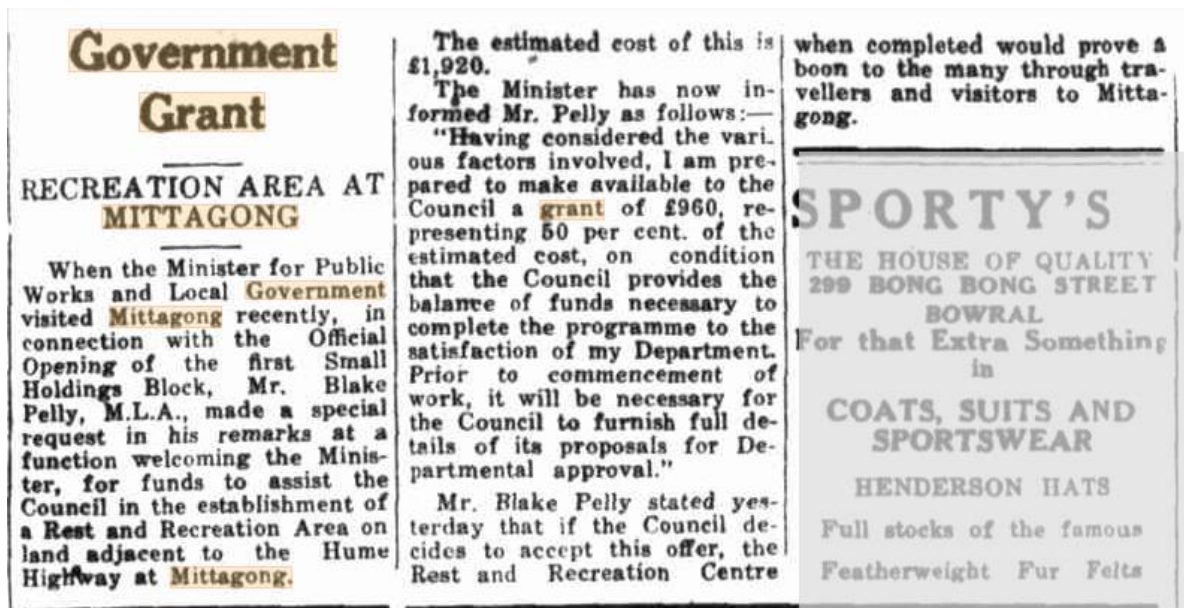 Government
Grant
RECREATION AREA AT
MITTAGONG
When the Minister for Public
Works and Local Government
visited Mittagong recently, in
connection with the Official
Opening of the first Small
Holdings Block, Mr. Blake
Pelly, M.L.A., made a special
request in his remarks at a
function welcoming the Minis-
ter, for funds to assist the
Council in the establishment of
a Rest and Recreation Area on
land adjacent to the Hume
Highway at Mittagong.
The estimated cost of this is
£1,920.
The Minister has now in-
formed Mr. Pelly as follows:—
"Having considered the vari-
ous factors involved, I am pre-
pared to make available to the
Council a grant of £960, re-
presenting 50 per cent. of the
estimated cost, on condition
that the Council provides the
balance of funds necessary to
complete the programme to the
satisfaction of my Department.
Prior to commencement of
work, it will be necessary for
the Council to furnish full de-
tails of its proposals for De-
partmental approval."
Mr. Blake Pelly stated yes-
terday that if the Council de-
cides to accept this offer, the
Rest and Recreation Centre
when completed would prove a
boon to the many through tra-
vellers and visitors to Mitta-
gong.
SPORTY'S
THE HOUSE OF QUALITY
299 BONG BONG STREET
BOWRAL
For that Extra Something
in
COATS, SUITS AND
SPORTSWEAR
HENDERSON HATS
Full stocks of the famous
Featherweight Fur Felts